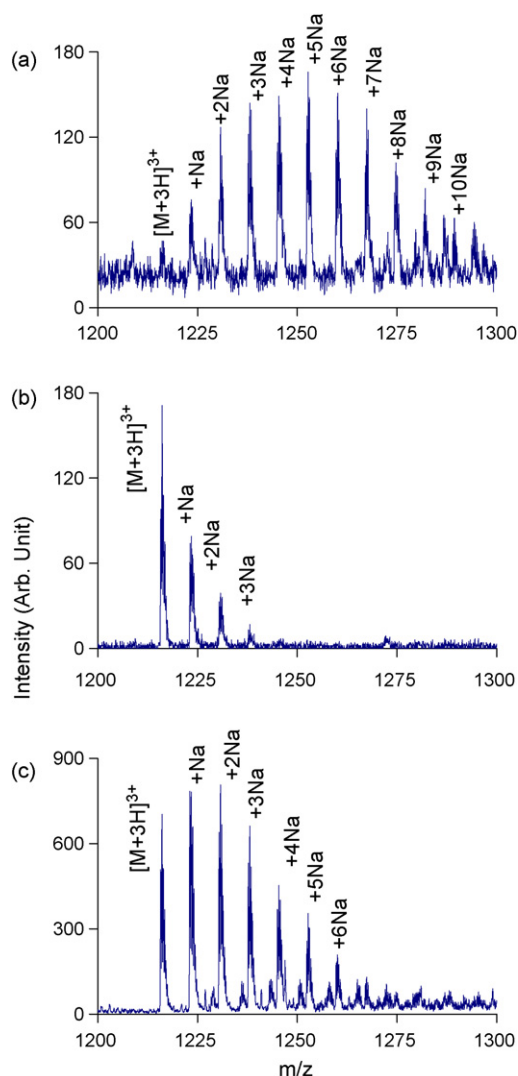 (a)
180
120
60
0
[M+3H]3+
+Na
+2Na
+3Na
+4Na
+5Na
+6Na
+7Na
+8Na
+9Na
+10Na
1200 1225 1250 1275 1300
(b)
180
120
60
0
[M+3H]3+
+Na
+2Na
+3Na
1200 1225 1250 1275 1300
Intensity (Arb. Unit)
(c)
900
600
300
0
[M+3H]3+
+Na
+2Na
+3Na
+4Na
+5Na
+6Na
1200 1225 1250 1275 1300
m/z